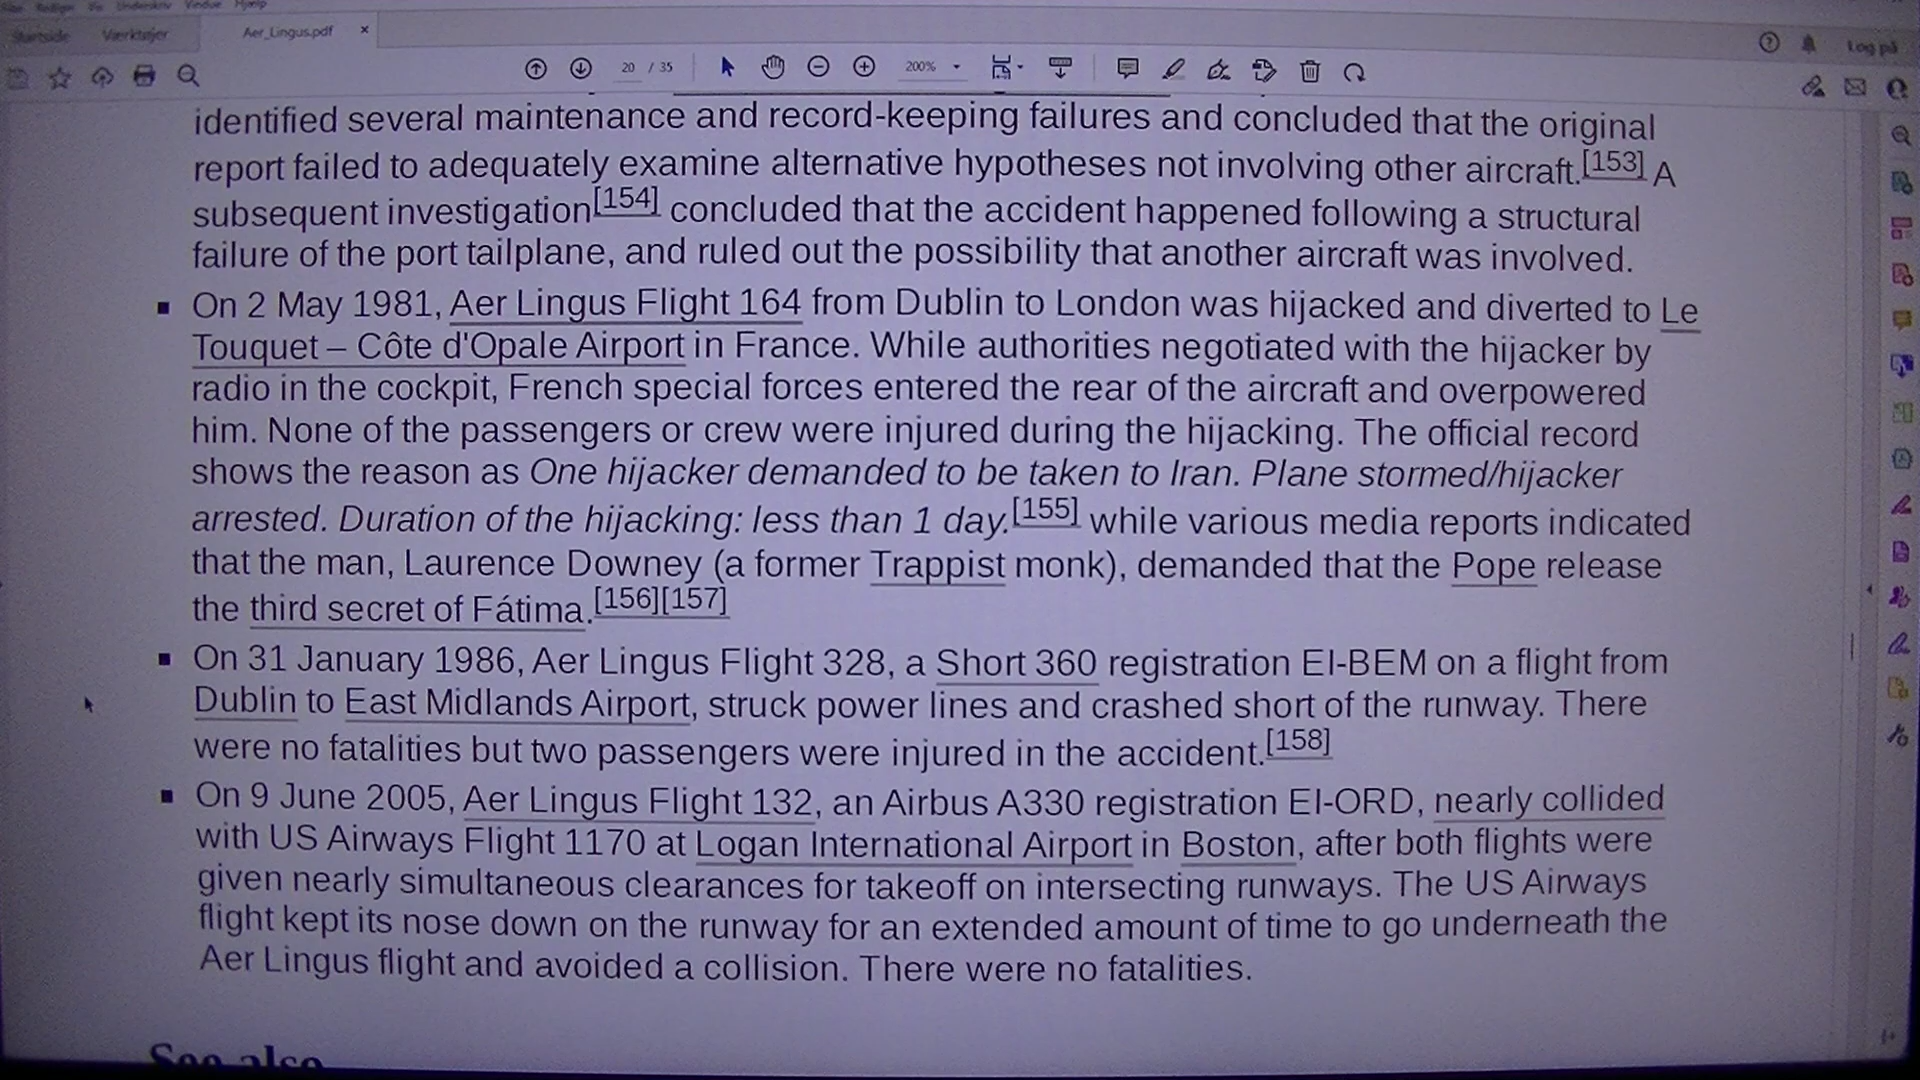 Vindue Hjælp
Startside Værktøjer Aer_Lingus.pdf ×
Log på
20 / 35 200%
identified several maintenance and record-keeping failures and concluded that the original
report failed to adequately examine alternative hypotheses not involving other aircraft.[153] A
subsequent investigation[154] concluded that the accident happened following a structural
failure of the port tailplane, and ruled out the possibility that another aircraft was involved.
▪ On 2 May 1981, Aer Lingus Flight 164 from Dublin to London was hijacked and diverted to Le
Touquet – Côte d'Opale Airport in France. While authorities negotiated with the hijacker by
radio in the cockpit, French special forces entered the rear of the aircraft and overpowered
him. None of the passengers or crew were injured during the hijacking. The official record
shows the reason as One hijacker demanded to be taken to Iran. Plane stormed/hijacker
arrested. Duration of the hijacking: less than 1 day.[155] while various media reports indicated
that the man, Laurence Downey (a former Trappist monk), demanded that the Pope release
the third secret of Fátima.[156][157]
▪ On 31 January 1986, Aer Lingus Flight 328, a Short 360 registration EI-BEM on a flight from
Dublin to East Midlands Airport, struck power lines and crashed short of the runway. There
were no fatalities but two passengers were injured in the accident.[158]
▪ On 9 June 2005, Aer Lingus Flight 132, an Airbus A330 registration EI-ORD, nearly collided
with US Airways Flight 1170 at Logan International Airport in Boston, after both flights were
given nearly simultaneous clearances for takeoff on intersecting runways. The US Airways
flight kept its nose down on the runway for an extended amount of time to go underneath the
Aer Lingus flight and avoided a collision. There were no fatalities.
See also